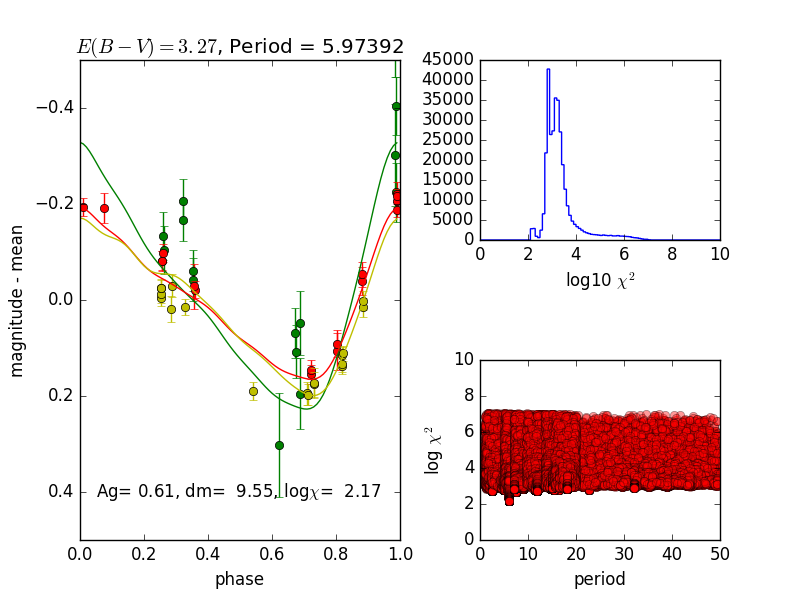 E(B − V) = 3.27, Period = 5.97392
−0.4
−0.2
0.0
0.2
0.4
magnitude - mean
Ag= 0.61, dm= 9.55, logχ= 2.17
0.0 0.2 0.4 0.6 0.8 1.0
phase
45000
40000
35000
30000
25000
20000
15000
10000
5000
0
0 2 4 6 8 10
log10 χ²
10
8
6
4
2
0
log χ²
0 10 20 30 40 50
period